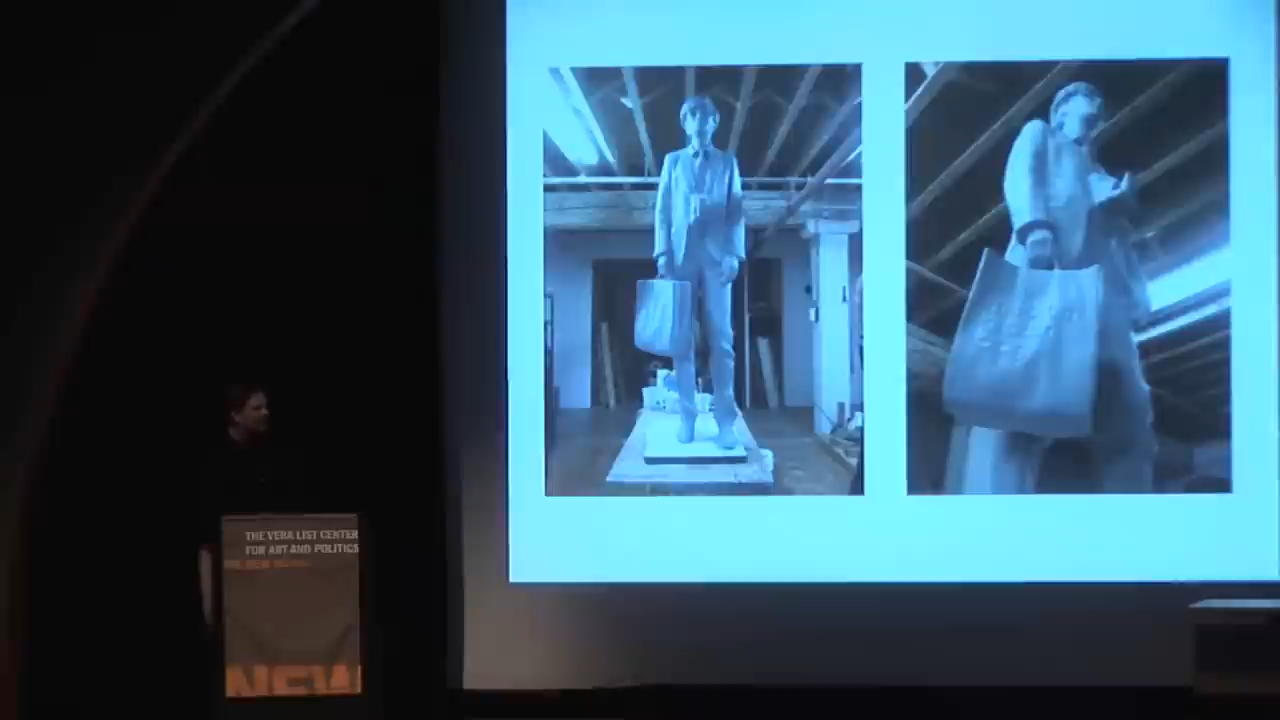 THE VERA LIST CENTER
FOR ART AND POLITICS
NEW